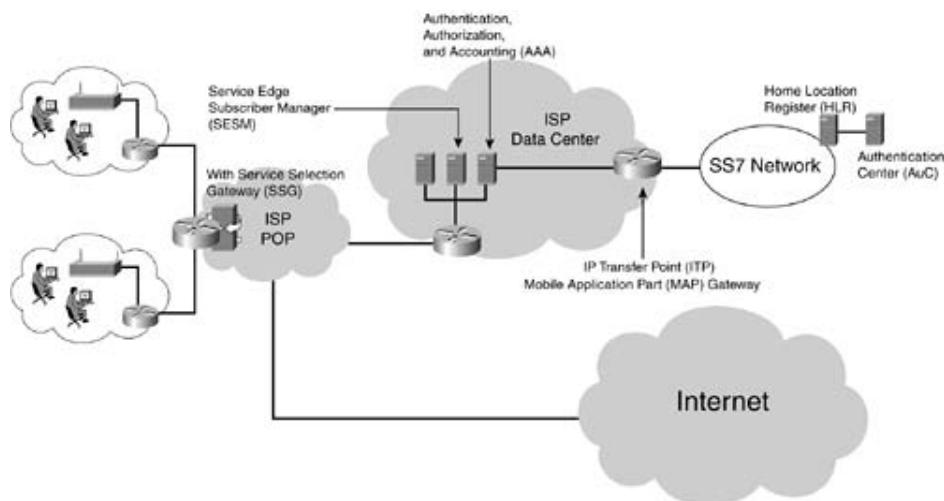 Authentication,
Authorization,
and Accounting (AAA)
Service Edge
Subscriber Manager
(SESM)
ISP
Data Center
Home Location
Register (HLR)
SS7 Network
Authentication
Center (AuC)
With Service Selection
Gateway (SSG)
ISP
POP
IP Transfer Point (ITP)
Mobile Application Part (MAP) Gateway
Internet